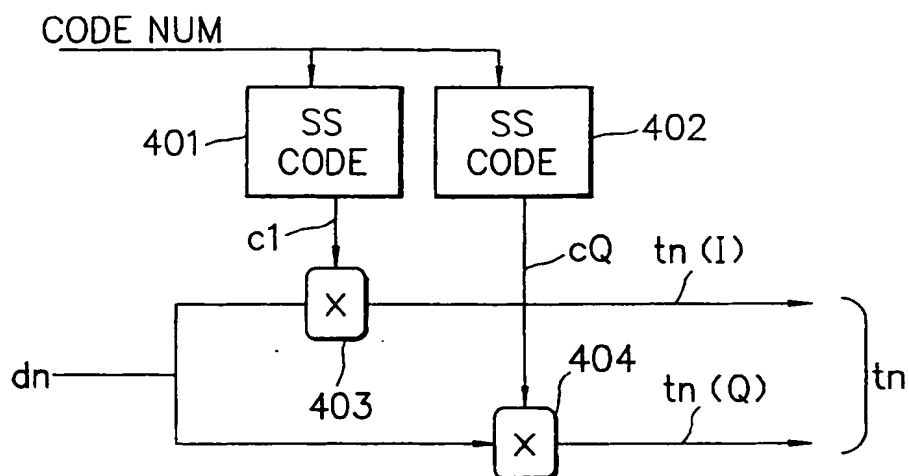 CODE NUM
SS
CODE
SS
CODE
401
402
c1
cQ
tn (I)
X
403
dn
404
tn (Q)
X
tn